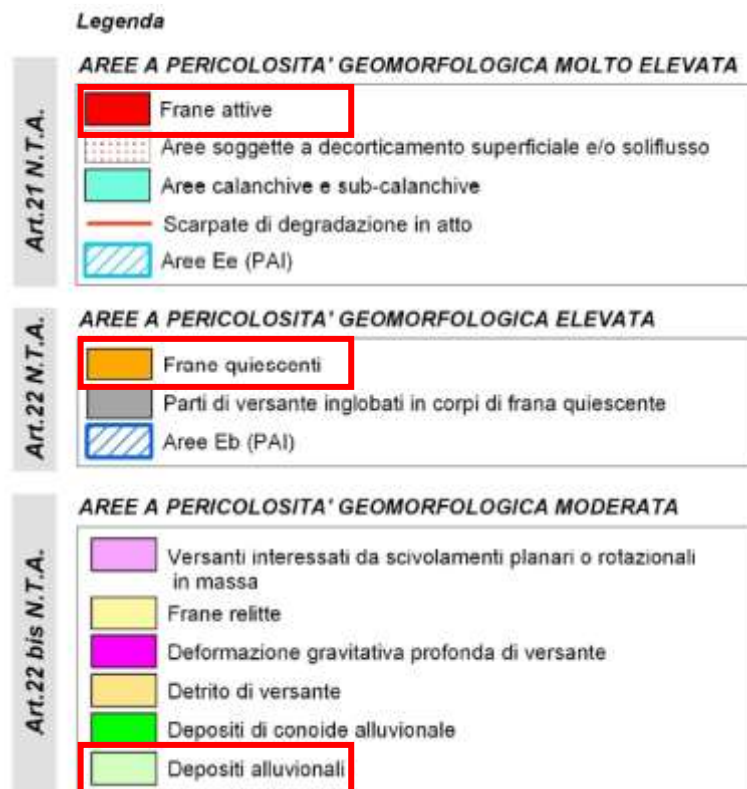 Legenda
Art.21 N.T.A.
AREE A PERICOLOSITA' GEOMORFOLOGICA MOLTO ELEVATA
Frane attive
Aree soggette a decorticamento superficiale e/o soliflusso
Aree calanchive e sub-calanchive
Scarpate di degradazione in atto
Aree Ee (PAI)
Art.22 N.T.A.
AREE A PERICOLOSITA' GEOMORFOLOGICA ELEVATA
Frane quiescenti
Parti di versante inglobati in corpi di frana quiescente
Aree Eb (PAI)
Art.22 bis N.T.A.
AREE A PERICOLOSITA' GEOMORFOLOGICA MODERATA
Versanti interessati da scivolamenti planari o rotazionali
in massa
Frane relitte
Deformazione gravitativa profonda di versante
Detrito di versante
Depositi di conoide alluvionale
Depositi alluvionali